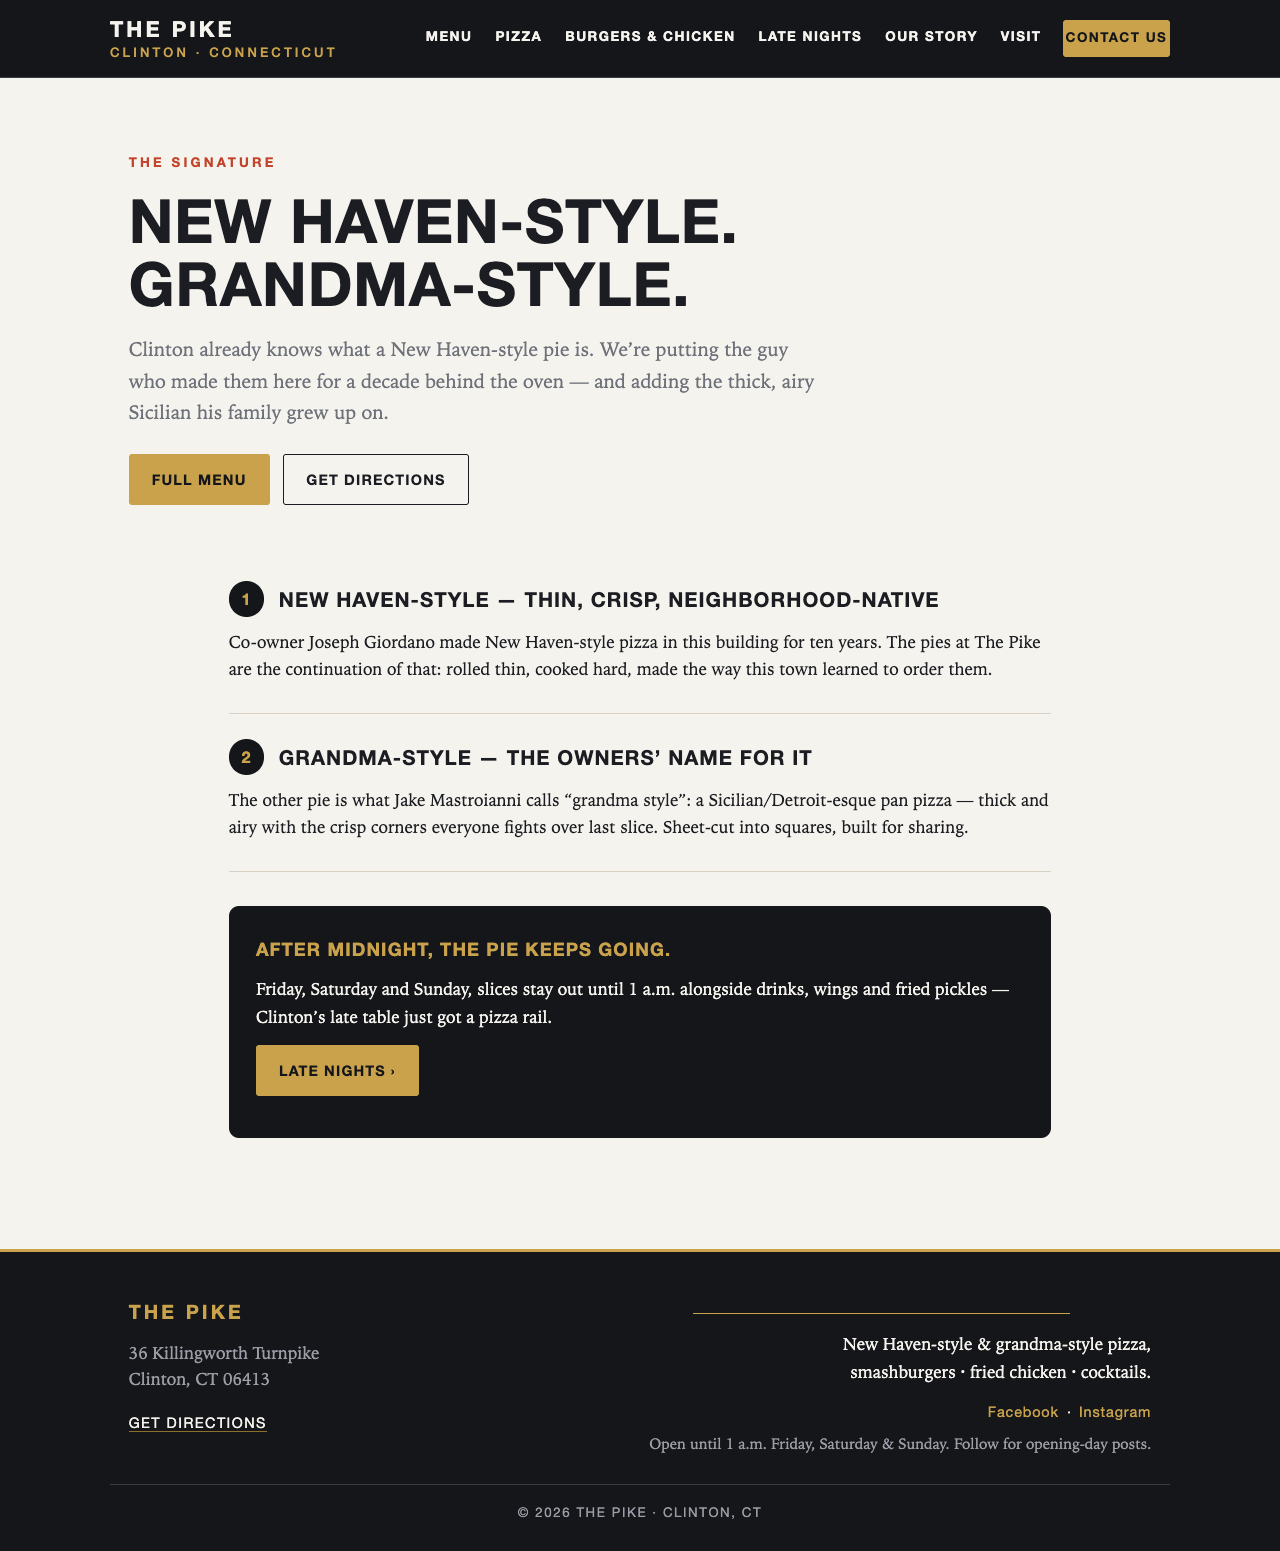 THE PIKE
CLINTON · CONNECTICUT
MENU PIZZA BURGERS & CHICKEN LATE NIGHTS OUR STORY VISIT CONTACT US
THE SIGNATURE
NEW HAVEN-STYLE.
GRANDMA-STYLE.
Clinton already knows what a New Haven-style pie is. We’re putting the guy
who made them here for a decade behind the oven — and adding the thick, airy
Sicilian his family grew up on.
FULL MENU GET DIRECTIONS
1 NEW HAVEN-STYLE — THIN, CRISP, NEIGHBORHOOD-NATIVE
Co-owner Joseph Giordano made New Haven-style pizza in this building for ten years. The pies at The Pike
are the continuation of that: rolled thin, cooked hard, made the way this town learned to order them.
2 GRANDMA-STYLE — THE OWNERS’ NAME FOR IT
The other pie is what Jake Mastroianni calls “grandma style”: a Sicilian/Detroit-esque pan pizza — thick and
airy with the crisp corners everyone fights over last slice. Sheet-cut into squares, built for sharing.
AFTER MIDNIGHT, THE PIE KEEPS GOING.
Friday, Saturday and Sunday, slices stay out until 1 a.m. alongside drinks, wings and fried pickles —
Clinton’s late table just got a pizza rail.
LATE NIGHTS ›
THE PIKE
36 Killingworth Turnpike
Clinton, CT 06413
GET DIRECTIONS
New Haven-style & grandma-style pizza,
smashburgers · fried chicken · cocktails.
Facebook · Instagram
Open until 1 a.m. Friday, Saturday & Sunday. Follow for opening-day posts.
© 2026 THE PIKE · CLINTON, CT